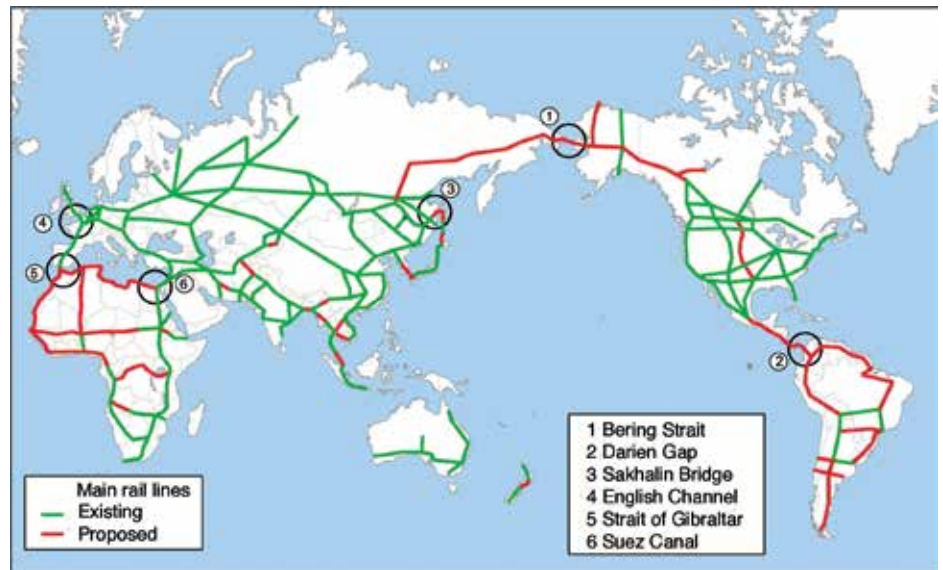 1
3
4
5
6
2
Main rail lines
Existing
Proposed
1 Bering Strait
2 Darien Gap
3 Sakhalin Bridge
4 English Channel
5 Strait of Gibraltar
6 Suez Canal